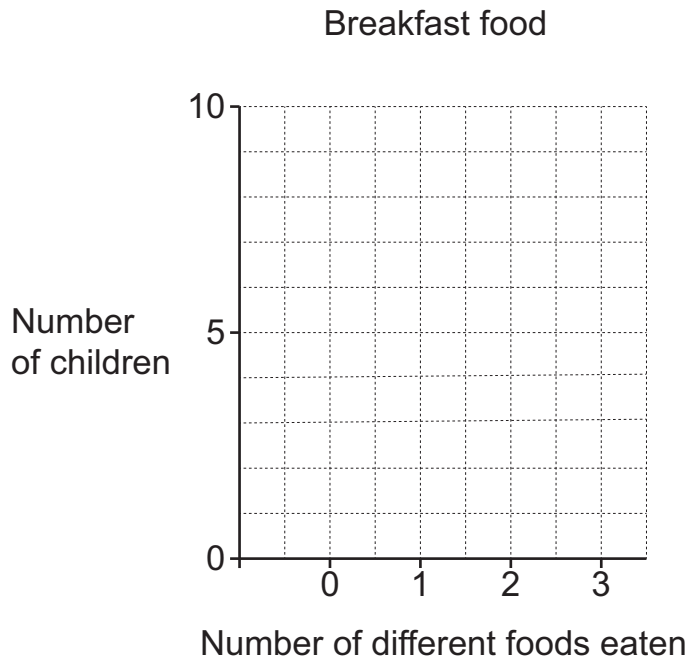 Breakfast food
10
Number
of children
5
0
0 1 2 3
Number of different foods eaten